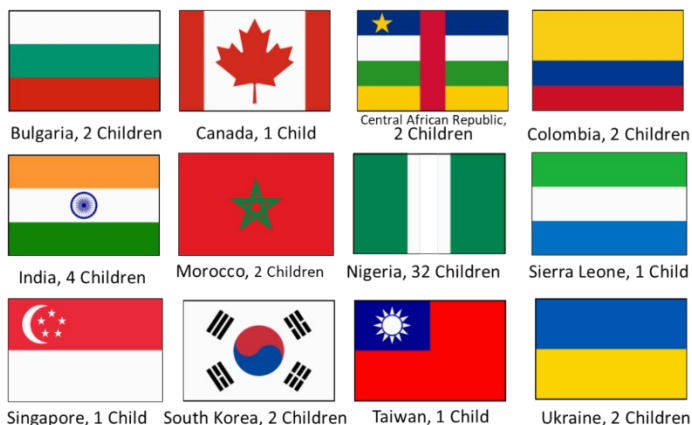 Bulgaria, 2 Children
Canada, 1 Child
Central African Republic,
2 Children
Colombia, 2 Children
India, 4 Children
Morocco, 2 Children
Nigeria, 32 Children
Sierra Leone, 1 Child
Singapore, 1 Child
South Korea, 2 Children
Taiwan, 1 Child
Ukraine, 2 Children